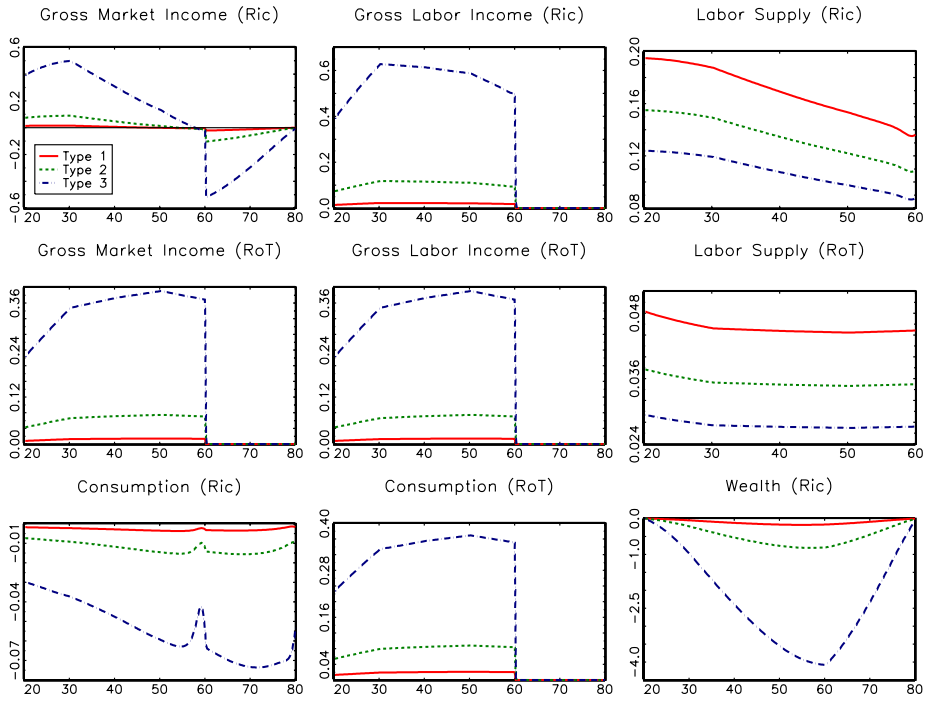 Gross Market Income (Ric)
Gross Labor Income (Ric)
Labor Supply (Ric)
0.6
0.2
−0.2
−0.6
Type 1
Type 2
Type 3
20 30 40 50 60 70 80
0.6
0.4
0.2
0.0
20 30 40 50 60 70 80
0.20
0.16
0.12
0.08
20 30 40 50 60
Gross Market Income (RoT)
Gross Labor Income (RoT)
Labor Supply (RoT)
0.36
0.24
0.12
0.00
20 30 40 50 60 70 80
0.36
0.24
0.12
0.00
20 30 40 50 60 70 80
0.048
0.036
0.024
20 30 40 50 60
Consumption (Ric)
Consumption (RoT)
Wealth (Ric)
−0.01
−0.04
−0.07
20 30 40 50 60 70 80
0.40
0.28
0.16
0.04
20 30 40 50 60 70 80
0.0
−1.0
−2.5
−4.0
20 30 40 50 60 70 80